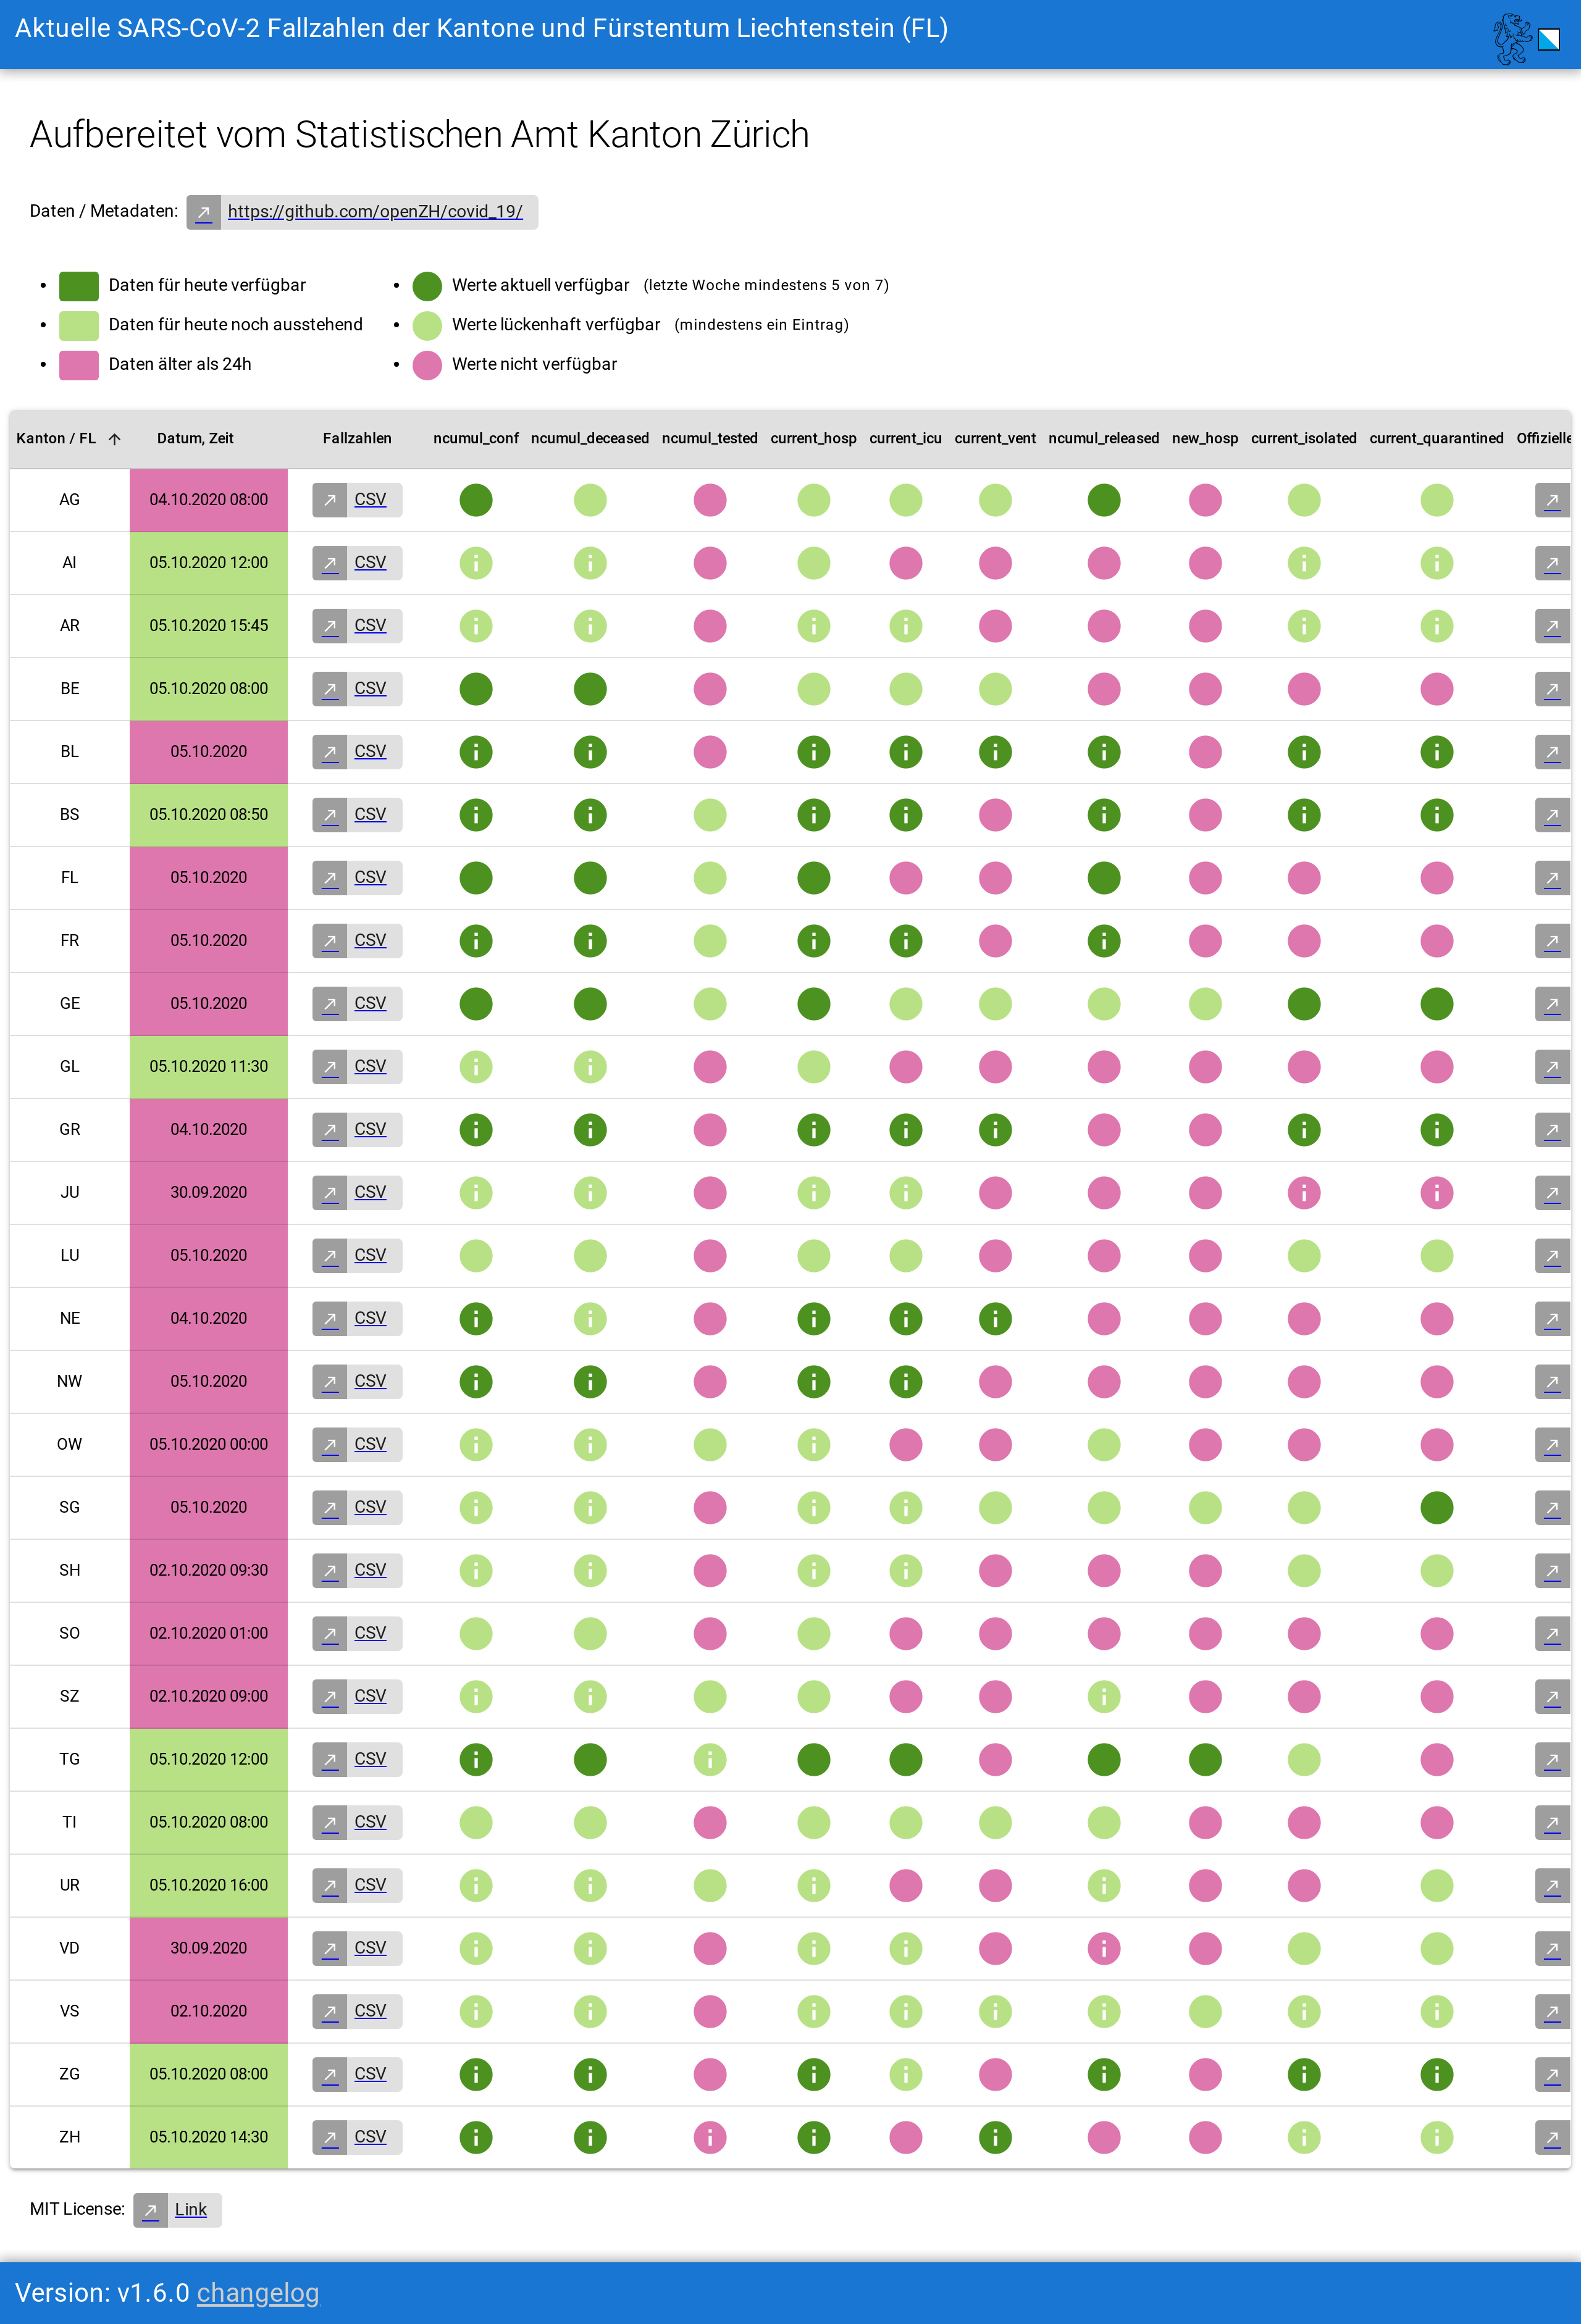 Aktuelle SARS-CoV-2 Fallzahlen der Kantone und Fürstentum Liechtenstein (FL)
Aufbereitet vom Statistischen Amt Kanton Zürich
Daten / Metadaten: https://github.com/openZH/covid_19/
Daten für heute verfügbar
Daten für heute noch ausstehend
Daten älter als 24h
Werte aktuell verfügbar (letzte Woche mindestens 5 von 7)
Werte lückenhaft verfügbar (mindestens ein Eintrag)
Werte nicht verfügbar
Kanton / FL Datum, Zeit Fallzahlen ncumul_conf ncumul_deceased ncumul_tested current_hosp current_icu current_vent ncumul_released new_hosp current_isolated current_quarantined Offizielle
AG 04.10.2020 08:00 CSV
AI 05.10.2020 12:00 CSV
AR 05.10.2020 15:45 CSV
BE 05.10.2020 08:00 CSV
BL 05.10.2020 CSV
BS 05.10.2020 08:50 CSV
FL 05.10.2020 CSV
FR 05.10.2020 CSV
GE 05.10.2020 CSV
GL 05.10.2020 11:30 CSV
GR 04.10.2020 CSV
JU 30.09.2020 CSV
LU 05.10.2020 CSV
NE 04.10.2020 CSV
NW 05.10.2020 CSV
OW 05.10.2020 00:00 CSV
SG 05.10.2020 CSV
SH 02.10.2020 09:30 CSV
SO 02.10.2020 01:00 CSV
SZ 02.10.2020 09:00 CSV
TG 05.10.2020 12:00 CSV
TI 05.10.2020 08:00 CSV
UR 05.10.2020 16:00 CSV
VD 30.09.2020 CSV
VS 02.10.2020 CSV
ZG 05.10.2020 08:00 CSV
ZH 05.10.2020 14:30 CSV
MIT License: Link
Version: v1.6.0 changelog